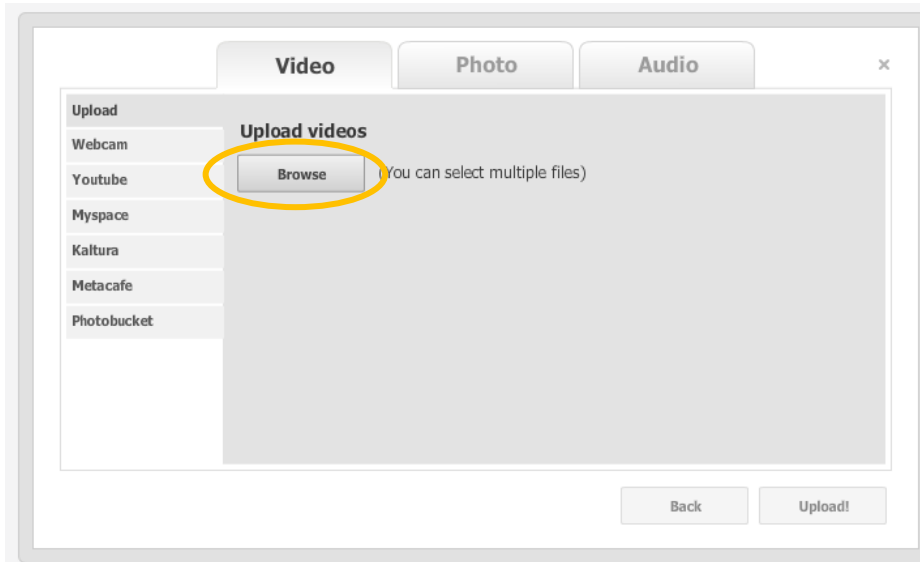 Video Photo Audio ×
Upload
Webcam
Youtube
Myspace
Kaltura
Metacafe
Photobucket
Upload videos
Browse (You can select multiple files)
Back Upload!